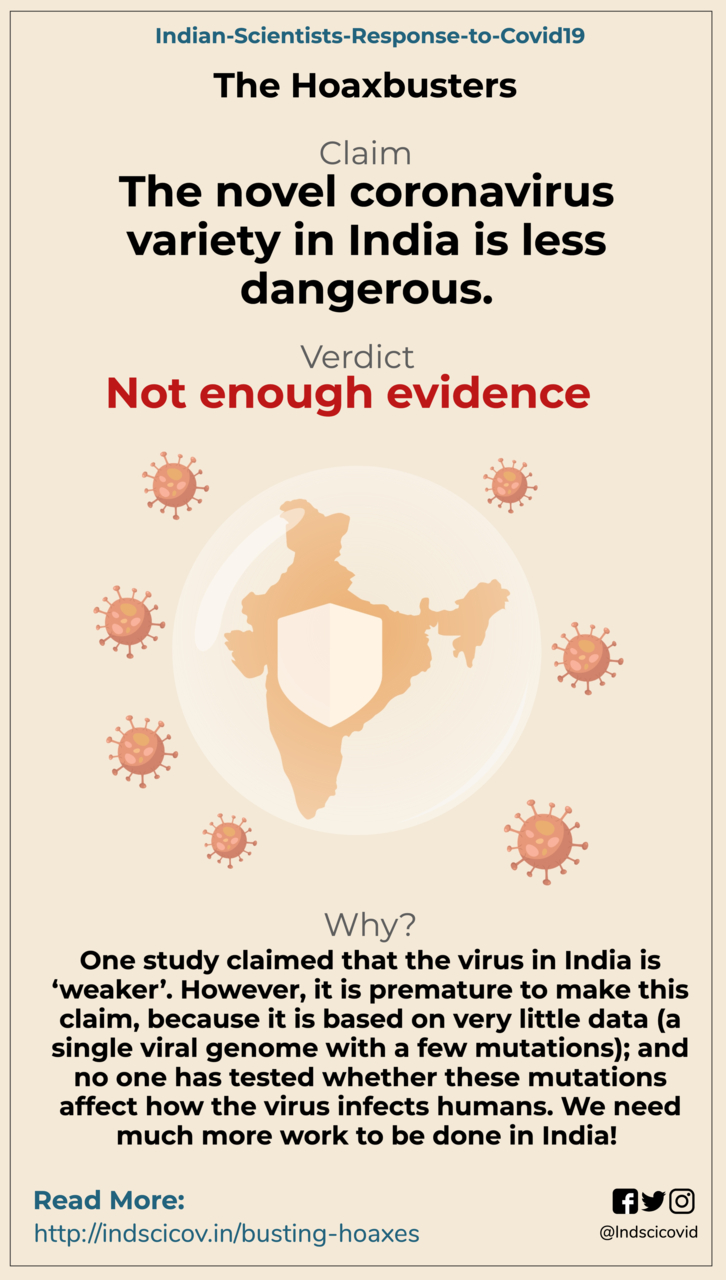 Indian-Scientists-Response-to-Covid19
The Hoaxbusters
Claim
The novel coronavirus
variety in India is less
dangerous.
Verdict
Not enough evidence
Why?
One study claimed that the virus in India is
‘weaker’. However, it is premature to make this
claim, because it is based on very little data (a
single viral genome with a few mutations); and
no one has tested whether these mutations
affect how the virus infects humans. We need
much more work to be done in India!
Read More:
http://indscicov.in/busting-hoaxes
@Indscicovid